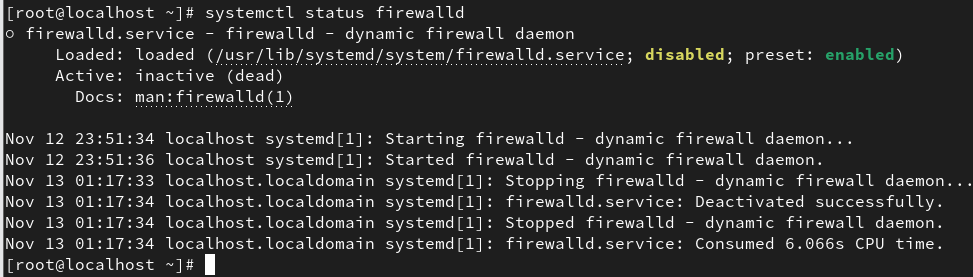 [root@localhost ~]# systemctl status firewalld
○ firewalld.service - firewalld - dynamic firewall daemon
     Loaded: loaded (/usr/lib/systemd/system/firewalld.service; disabled; preset: enabled)
     Active: inactive (dead)
       Docs: man:firewalld(1)

Nov 12 23:51:34 localhost systemd[1]: Starting firewalld - dynamic firewall daemon...
Nov 12 23:51:36 localhost systemd[1]: Started firewalld - dynamic firewall daemon.
Nov 13 01:17:33 localhost.localdomain systemd[1]: Stopping firewalld - dynamic firewall daemon...
Nov 13 01:17:34 localhost.localdomain systemd[1]: firewalld.service: Deactivated successfully.
Nov 13 01:17:34 localhost.localdomain systemd[1]: Stopped firewalld - dynamic firewall daemon.
Nov 13 01:17:34 localhost.localdomain systemd[1]: firewalld.service: Consumed 6.066s CPU time.
[root@localhost ~]#